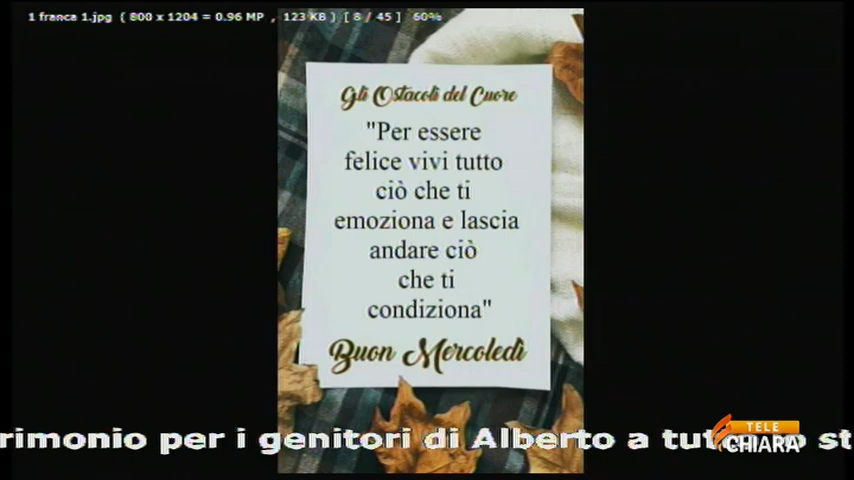 1 franca 1.jpg ( 800 x 1204 = 0.96 MP , 123 KB ) [ 8 / 45 ] 60%
Gli Ostacoli del Cuore
"Per essere
felice vivi tutto
ciò che ti
emoziona e lascia
andare ciò
che ti
condiziona"
Buon Mercoledì
rimonio per i genitori di Alberto a tut
TELE
CHIARA